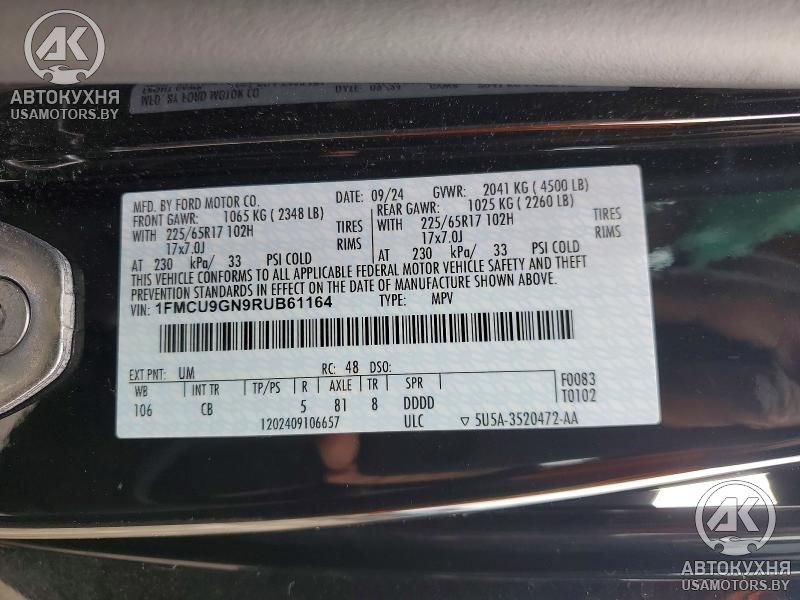 АК
АВТОКУХНЯ
USAMOTORS.BY
MFD. BY FORD MOTOR CO.
DATE: 09/24
GVWR: 2041 KG ( 4500 LB)
FRONT GAWR: 1065 KG ( 2348 LB)
REAR GAWR: 1025 KG ( 2260 LB)
WITH 225/65R17 102H TIRES
WITH 225/65R17 102H TIRES
17x7.0J RIMS
17x7.0J RIMS
AT 230 kPa/ 33 PSI COLD
AT 230 kPa/ 33 PSI COLD
THIS VEHICLE CONFORMS TO ALL APPLICABLE FEDERAL MOTOR VEHICLE SAFETY AND THEFT
PREVENTION STANDARDS IN EFFECT ON THE DATE OF MANUFACTURE SHOWN ABOVE.
VIN: 1FMCU9GN9RUB61164
TYPE: MPV
EXT PNT: UM RC: 48 DSO:
WB INT TR TP/PS R AXLE TR SPR
106 CB 5 81 8 DDDD
F0083
T0102
1202409106657 ULC ▽ 5U5A-3520472-AA
АК
АВТОКУХНЯ
USAMOTORS.BY